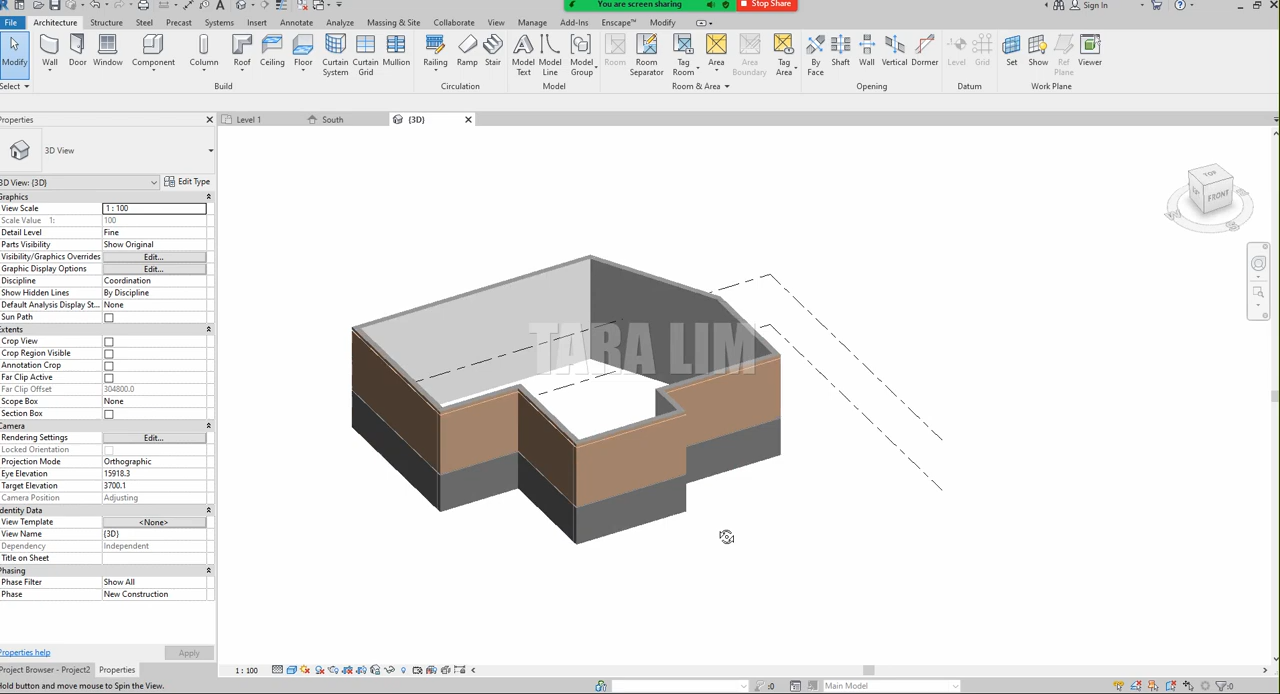 You are screen sharing
Stop Share
Sign In
File Architecture Structure Steel Precast Systems Insert Annotate Analyze Massing & Site Collaborate View Manage Add-Ins Enscape™ Modify
Modify Wall Door Window Component Column Roof Ceiling Floor Curtain System Curtain Grid Mullion Railing Ramp Stair Model Text Model Line Model Group Room Room Separator Tag Room Area Area Boundary Tag Area By Face Shaft Wall Vertical Dormer Level Grid Set Show Ref Plane Viewer
Select Build Circulation Model Room & Area Opening Datum Work Plane
Properties
Level 1
South
{3D}
3D View
3D View: {3D}
Edit Type
Graphics
View Scale 1 : 100
Scale Value 1: 100
Detail Level Fine
Parts Visibility Show Original
Visibility/Graphics Overrides Edit...
Graphic Display Options Edit...
Discipline Coordination
Show Hidden Lines By Discipline
Default Analysis Display St... None
Sun Path
Extents
Crop View
Crop Region Visible
Annotation Crop
Far Clip Active
Far Clip Offset 304800.0
Scope Box None
Section Box
Camera
Rendering Settings Edit...
Locked Orientation
Projection Mode Orthographic
Eye Elevation 15918.3
Target Elevation 3700.1
Camera Position Adjusting
Identity Data
View Template <None>
View Name {3D}
Dependency Independent
Title on Sheet
Phasing
Phase Filter Show All
Phase New Construction
Properties help
Apply
Project Browser - Project2
Properties
TOP
FRONT
TARA LIM
1 : 100
Hold button and move mouse to Spin the View.
:0
Main Model
:0